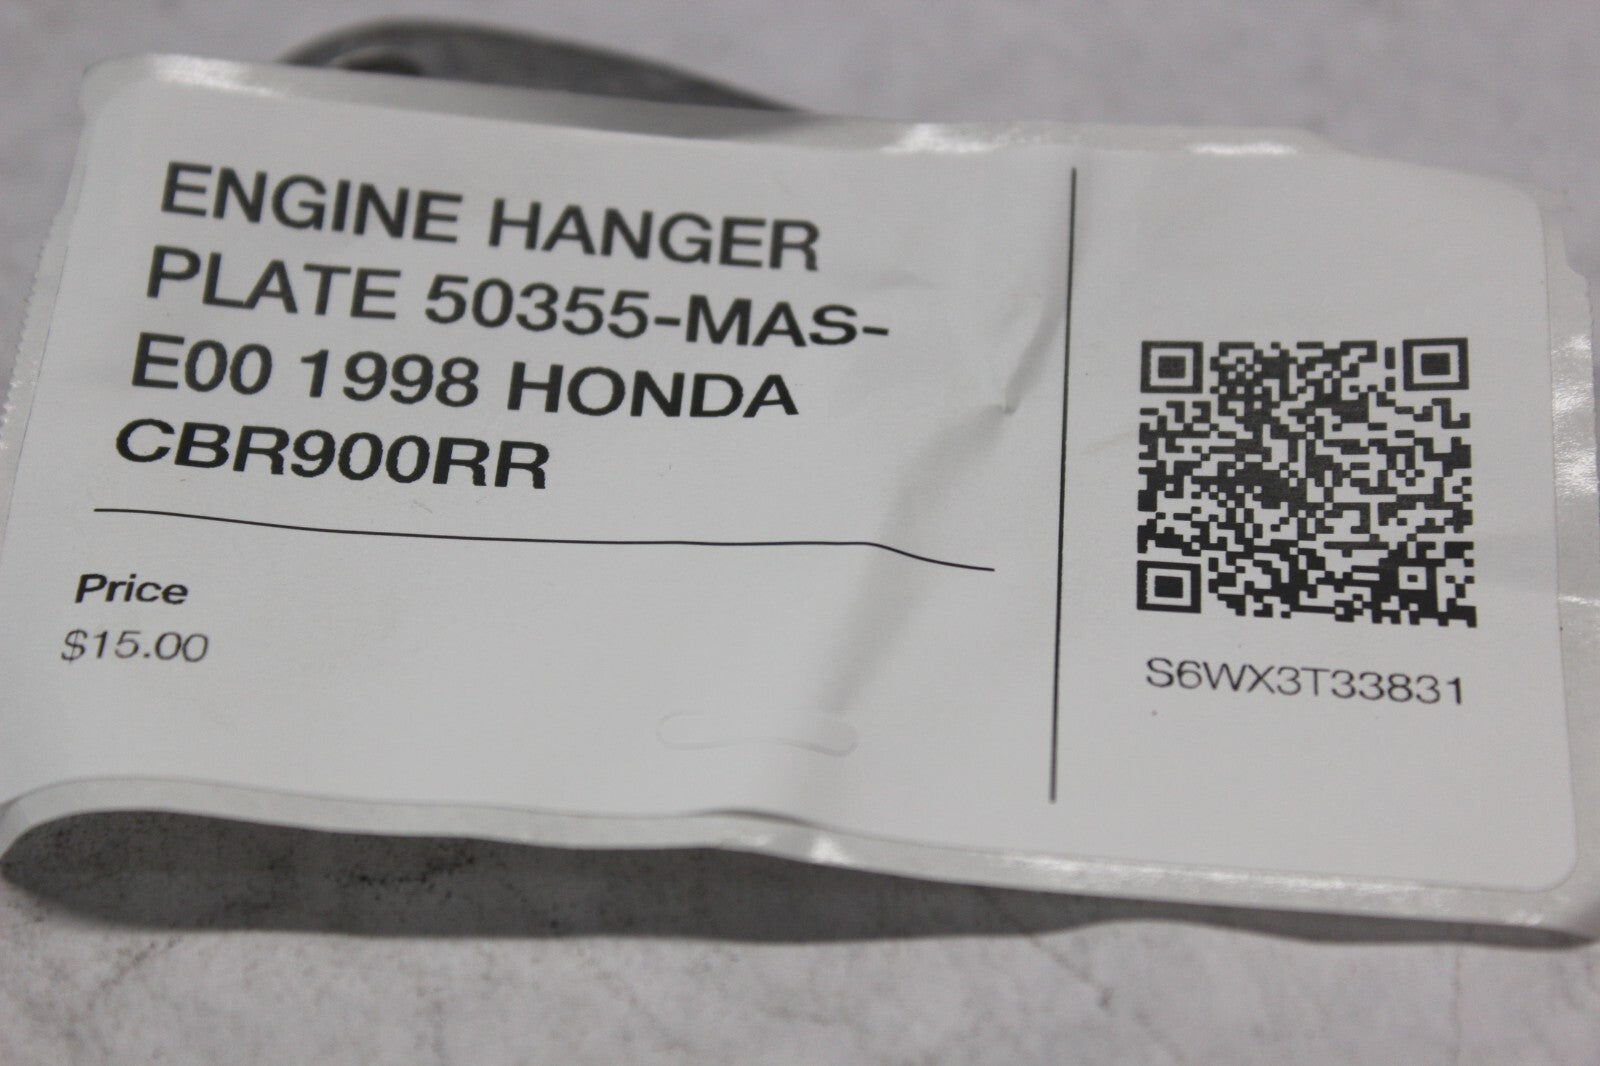 ENGINE HANGER
PLATE 50355-MAS-
E00 1998 HONDA
CBR900RR
Price
$15.00
S6WX3T33831